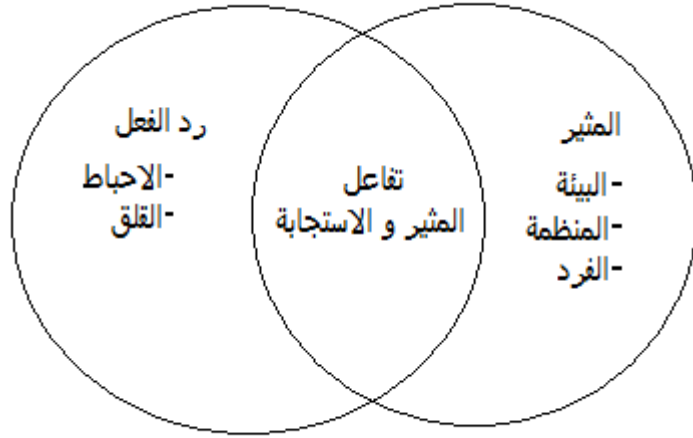 المثير
-البيئة
-المنظمة
-الفرد
تفاعل
المثير و الاستجابة
رد الفعل
-الاحباط
-القلق